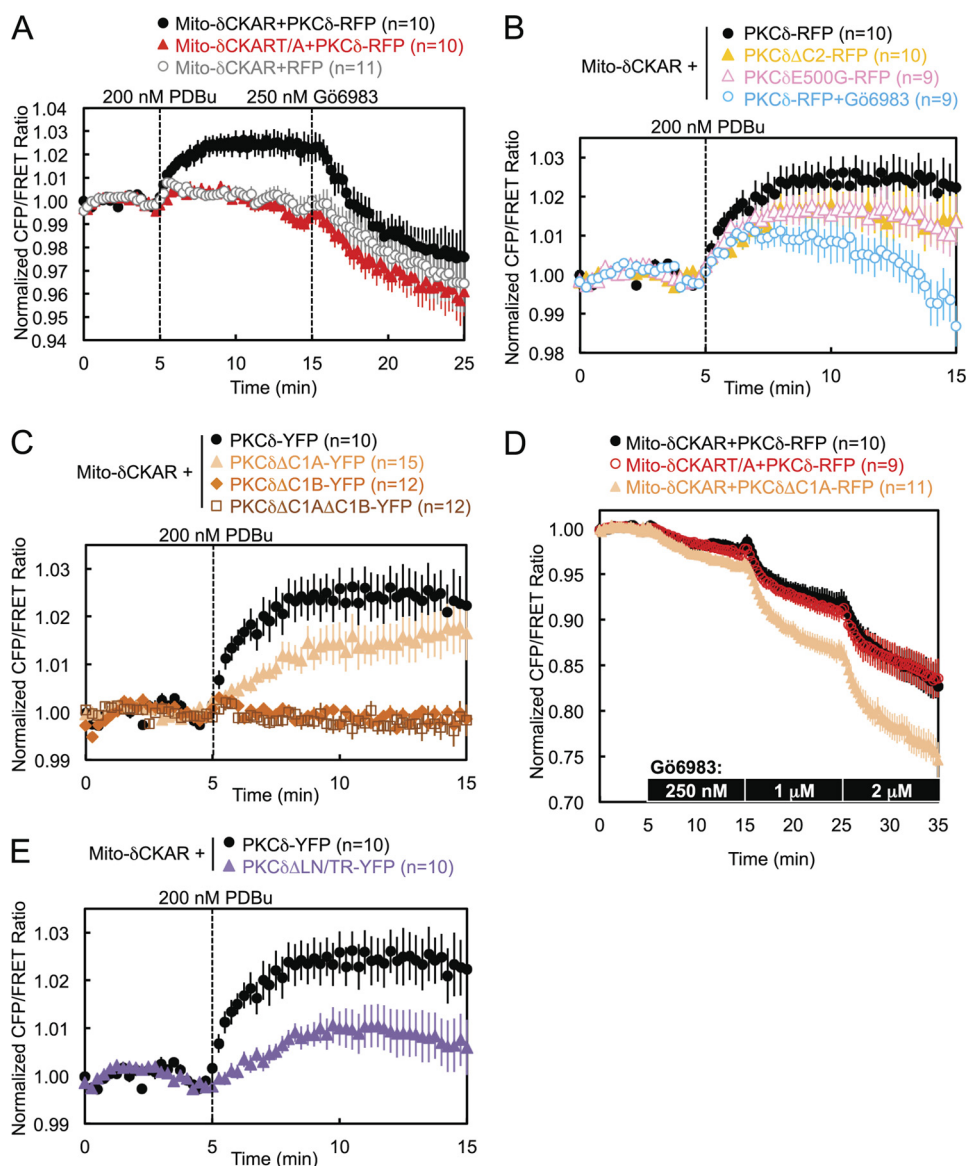 A
Mito-δCKAR+PKCδ-RFP (n=10)
Mito-δCKART/A+PKCδ-RFP (n=10)
Mito-δCKAR+RFP (n=11)
200 nM PDBu
250 nM Gö6983
Normalized CFP/FRET Ratio
1.04
1.03
1.02
1.01
1.00
0.99
0.98
0.97
0.96
0.95
0.94
0
5
10
15
20
25
Time (min)
B
Mito-δCKAR +
PKCδ-RFP (n=10)
PKCδΔC2-RFP (n=10)
PKCδE500G-RFP (n=9)
PKCδ-RFP+Gö6983 (n=9)
200 nM PDBu
Normalized CFP/FRET Ratio
1.03
1.02
1.01
1.00
0.99
0.98
0
5
10
15
Time (min)
C
Mito-δCKAR +
PKCδ-YFP (n=10)
PKCδΔC1A-YFP (n=15)
PKCδΔC1B-YFP (n=12)
PKCδΔC1AΔC1B-YFP (n=12)
200 nM PDBu
Normalized CFP/FRET Ratio
1.03
1.02
1.01
1.00
0.99
0
5
10
15
Time (min)
D
Mito-δCKAR+PKCδ-RFP (n=10)
Mito-δCKART/A+PKCδ-RFP (n=9)
Mito-δCKAR+PKCδΔC1A-RFP (n=11)
Normalized CFP/FRET Ratio
1.00
0.95
0.90
0.85
0.80
0.75
0.70
Gö6983:
250 nM
1 μM
2 μM
0
5
10
15
20
25
30
35
Time (min)
E
Mito-δCKAR +
PKCδ-YFP (n=10)
PKCδΔLN/TR-YFP (n=10)
200 nM PDBu
Normalized CFP/FRET Ratio
1.03
1.02
1.01
1.00
0.99
0
5
10
15
Time (min)